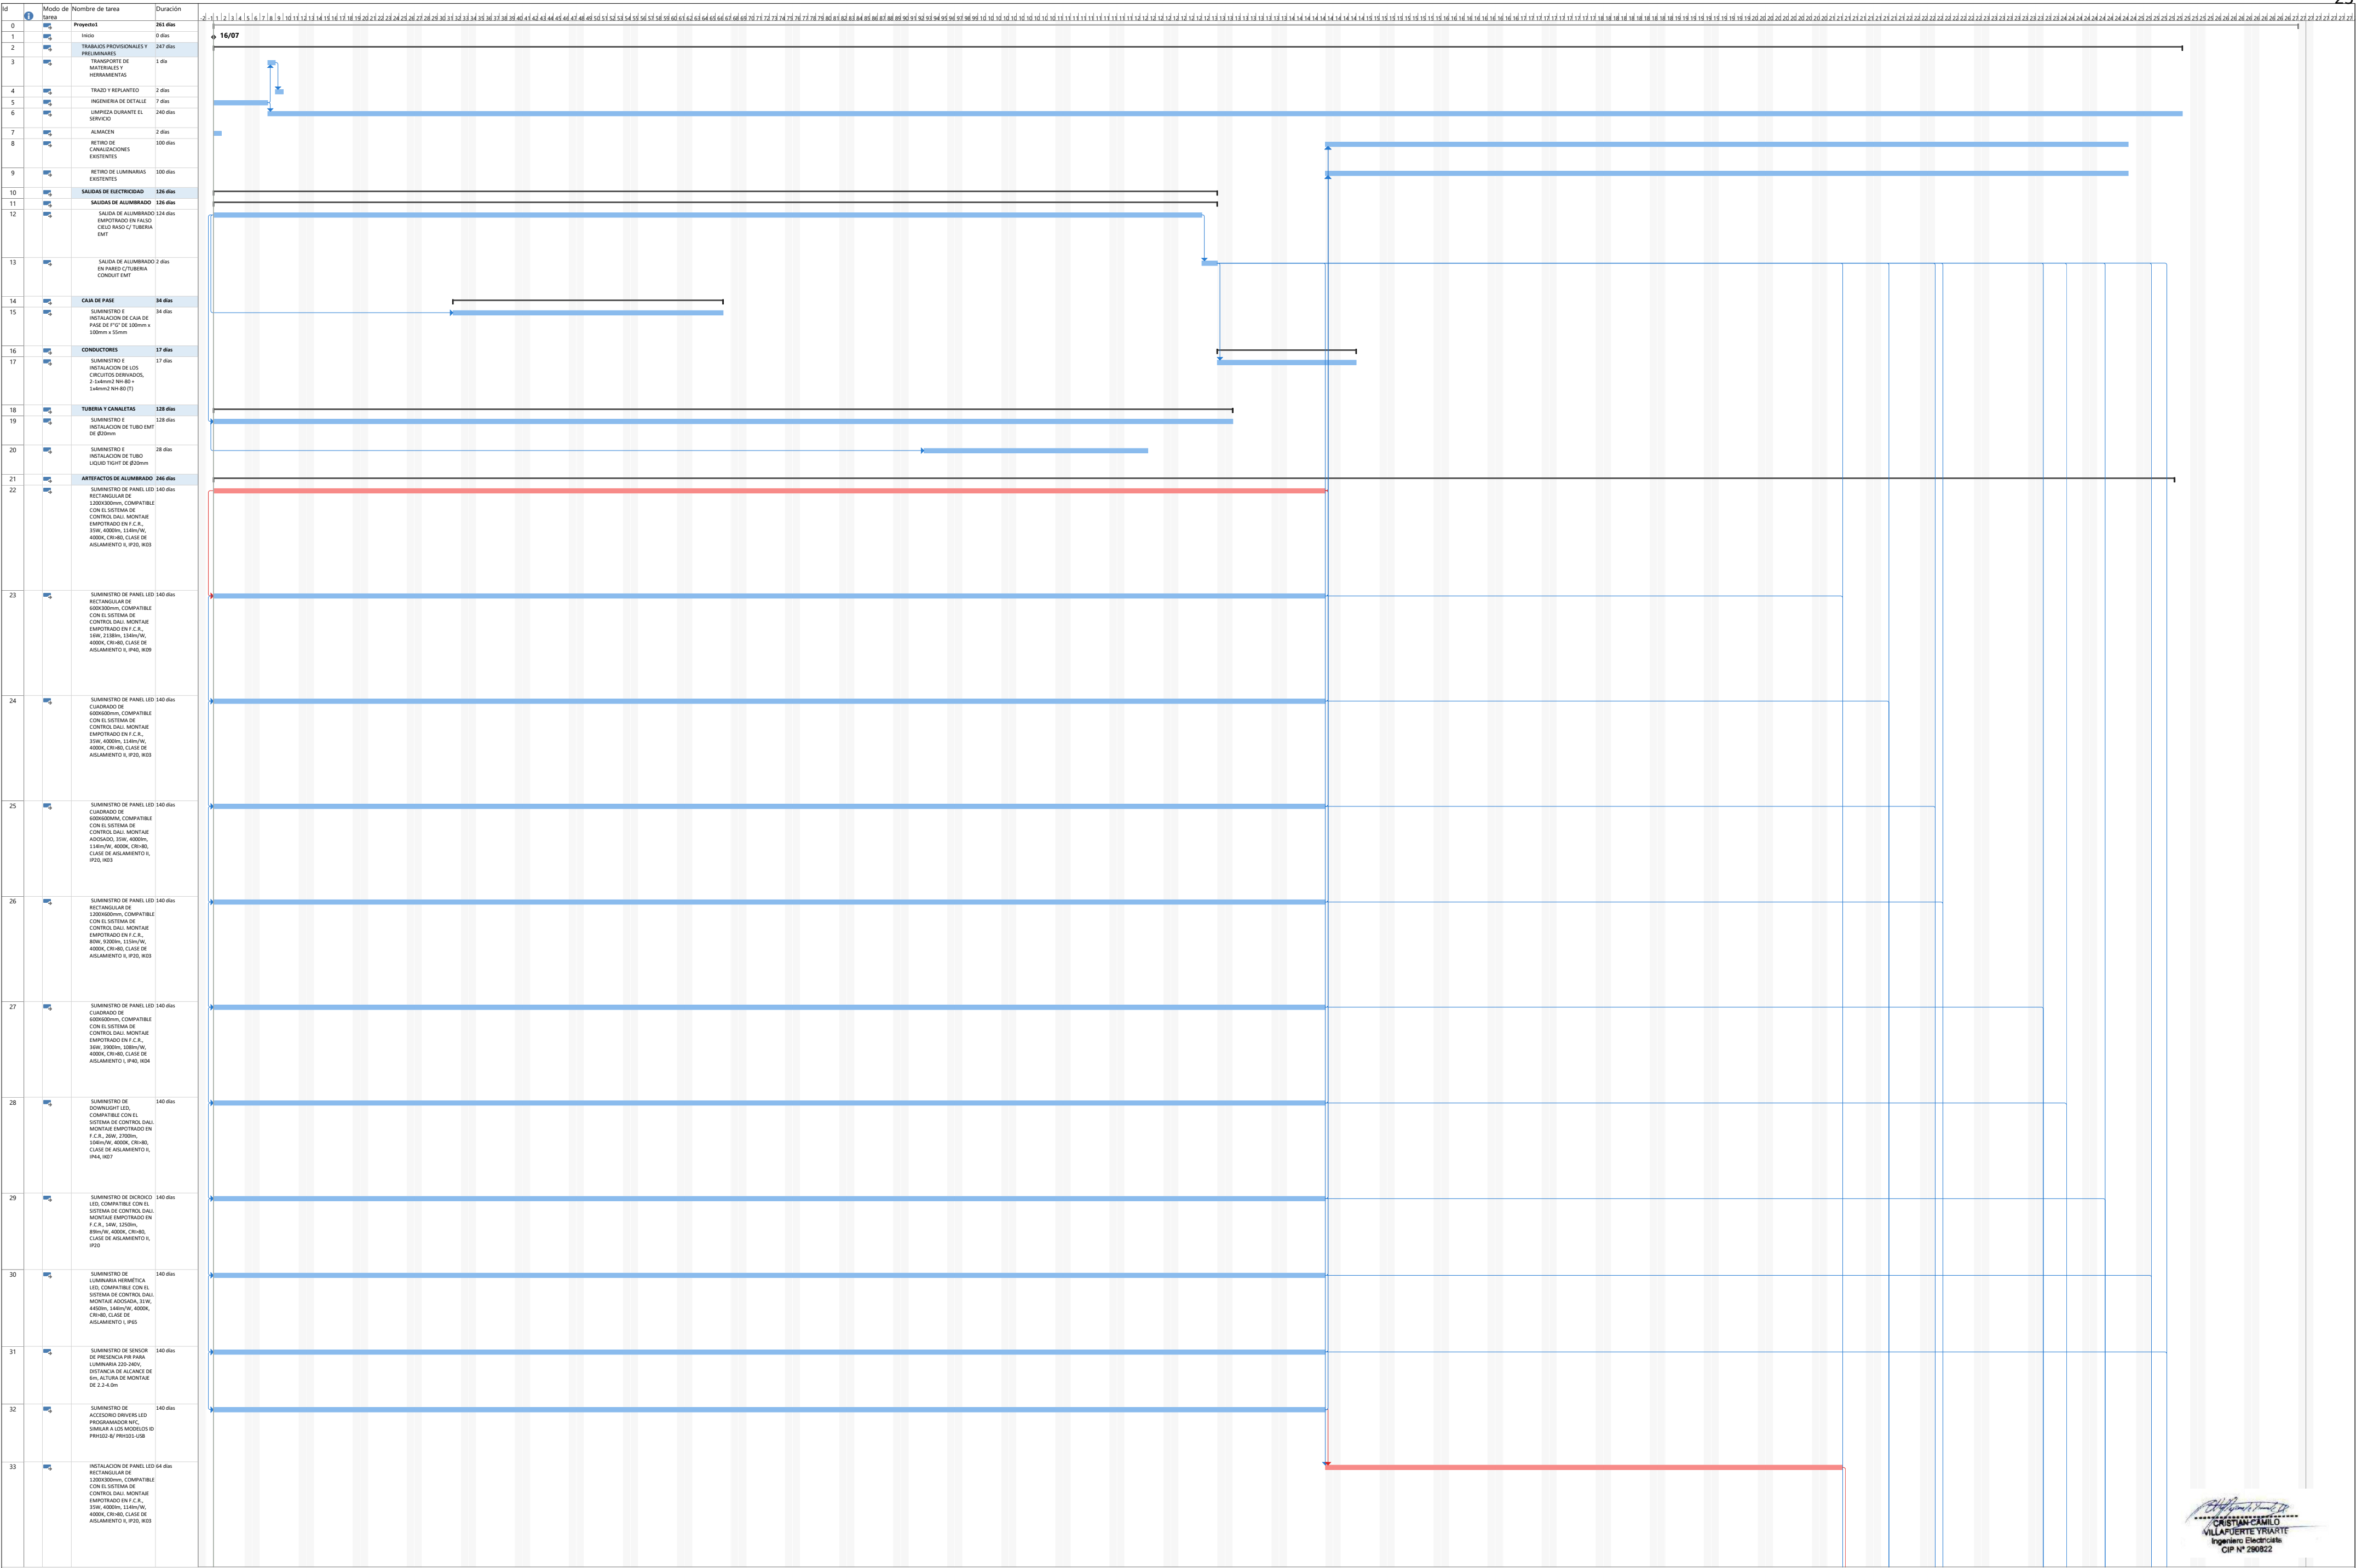 Id
Modo de tarea
Nombre de tarea
Duración
0 Proyecto1 261 días
1 Inicio 0 días
16/07
2 TRABAJOS PROVISIONALES Y 247 días
PRELIMINARES
3 TRANSPORTE DE 1 día
MATERIALES Y
HERRAMIENTAS
4 TRAZO Y REPLANTEO 2 días
5 INGENIERIA DE DETALLE 7 días
6 LIMPIEZA DURANTE EL 240 días
SERVICIO
7 ALMACEN 2 días
8 RETIRO DE 100 días
CANALIZACIONES
EXISTENTES
9 RETIRO DE LUMINARIAS 100 días
EXISTENTES
10 SALIDAS DE ELECTRICIDAD 126 días
11 SALIDAS DE ALUMBRADO 126 días
12 SALIDA DE ALUMBRADO 124 días
EMPOTRADO EN FALSO
CIELO RASO C/ TUBERIA
EMT
13 SALIDA DE ALUMBRADO 2 días
EN PARED C/TUBERIA
CONDUIT EMT
14 CAJA DE PASE 34 días
15 SUMINISTRO E 34 días
INSTALACION DE CAJA DE
PASE DE F"G" DE 100mm x
100mm x 55mm
16 CONDUCTORES 17 días
17 SUMINISTRO E 17 días
INSTALACION DE LOS
CIRCUITOS DERIVADOS,
2-1x4mm2 NH-80 +
1x4mm2 NH-80 (T)
18 TUBERIA Y CANALETAS 128 días
19 SUMINISTRO E 128 días
INSTALACION DE TUBO EMT
DE Ø20mm
20 SUMINISTRO E 28 días
INSTALACION DE TUBO
LIQUID TIGHT DE Ø20mm
21 ARTEFACTOS DE ALUMBRADO 246 días
22 SUMINISTRO DE PANEL LED 140 días
RECTANGULAR DE
1200X300mm, COMPATIBLE
CON EL SISTEMA DE
CONTROL DALI. MONTAJE
EMPOTRADO EN F.C.R.,
35W, 4000lm, 114lm/W,
4000K, CRI>80, CLASE DE
AISLAMIENTO II, IP20, IK03
23 SUMINISTRO DE PANEL LED 140 días
RECTANGULAR DE
600X300mm, COMPATIBLE
CON EL SISTEMA DE
CONTROL DALI. MONTAJE
EMPOTRADO EN F.C.R.,
16W, 2138lm, 134lm/W,
4000K, CRI>80, CLASE DE
AISLAMIENTO II, IP40, IK09
24 SUMINISTRO DE PANEL LED 140 días
CUADRADO DE
600X600mm, COMPATIBLE
CON EL SISTEMA DE
CONTROL DALI. MONTAJE
EMPOTRADO EN F.C.R.,
35W, 4000lm, 114lm/W,
4000K, CRI>80, CLASE DE
AISLAMIENTO II, IP20, IK03
25 SUMINISTRO DE PANEL LED 140 días
CUADRADO DE
600X600MM, COMPATIBLE
CON EL SISTEMA DE
CONTROL DALI. MONTAJE
ADOSADO, 35W, 4000lm,
114lm/W, 4000K, CRI>80,
CLASE DE AISLAMIENTO II,
IP20, IK03
26 SUMINISTRO DE PANEL LED 140 días
RECTANGULAR DE
1200X600mm, COMPATIBLE
CON EL SISTEMA DE
CONTROL DALI. MONTAJE
EMPOTRADO EN F.C.R.,
80W, 9200lm, 115lm/W,
4000K, CRI>80, CLASE DE
AISLAMIENTO II, IP20, IK03
27 SUMINISTRO DE PANEL LED 140 días
CUADRADO DE
600X600mm, COMPATIBLE
CON EL SISTEMA DE
CONTROL DALI. MONTAJE
EMPOTRADO EN F.C.R.,
36W, 3900lm, 108lm/W,
4000K, CRI>80, CLASE DE
AISLAMIENTO I, IP40, IK04
28 SUMINISTRO DE 140 días
DOWNLIGHT LED,
COMPATIBLE CON EL
SISTEMA DE CONTROL DALI.
MONTAJE EMPOTRADO EN
F.C.R., 26W, 2700lm,
104lm/W, 4000K, CRI>80,
CLASE DE AISLAMIENTO II,
IP44, IK07
29 SUMINISTRO DE DICROICO 140 días
LED, COMPATIBLE CON EL
SISTEMA DE CONTROL DALI.
MONTAJE EMPOTRADO EN
F.C.R., 14W, 1250lm,
89lm/W, 4000K, CRI>80,
CLASE DE AISLAMIENTO II,
IP20
30 SUMINISTRO DE 140 días
LUMINARIA HERMÉTICA
LED, COMPATIBLE CON EL
SISTEMA DE CONTROL DALI.
MONTAJE ADOSADA, 31W,
4450lm, 144lm/W, 4000K,
CRI>80, CLASE DE
AISLAMIENTO I, IP65
31 SUMINISTRO DE SENSOR 140 días
DE PRESENCIA PIR PARA
LUMINARIA 220-240V,
DISTANCIA DE ALCANCE DE
6m, ALTURA DE MONTAJE
DE 2.2-4.0m
32 SUMINISTRO DE 140 días
ACCESORIO DRIVERS LED
PROGRAMADOR NFC,
SIMILAR A LOS MODELOS ID
PRH102-B/ PRH101-USB
33 INSTALACION DE PANEL LED 64 días
RECTANGULAR DE
1200X300mm, COMPATIBLE
CON EL SISTEMA DE
CONTROL DALI. MONTAJE
EMPOTRADO EN F.C.R.,
35W, 4000lm, 114lm/W,
4000K, CRI>80, CLASE DE
AISLAMIENTO II, IP20, IK03
CRISTIAN CAMILO
VILLAFUERTE YRIARTE
Ingeniero Electricista
CIP N° 290822